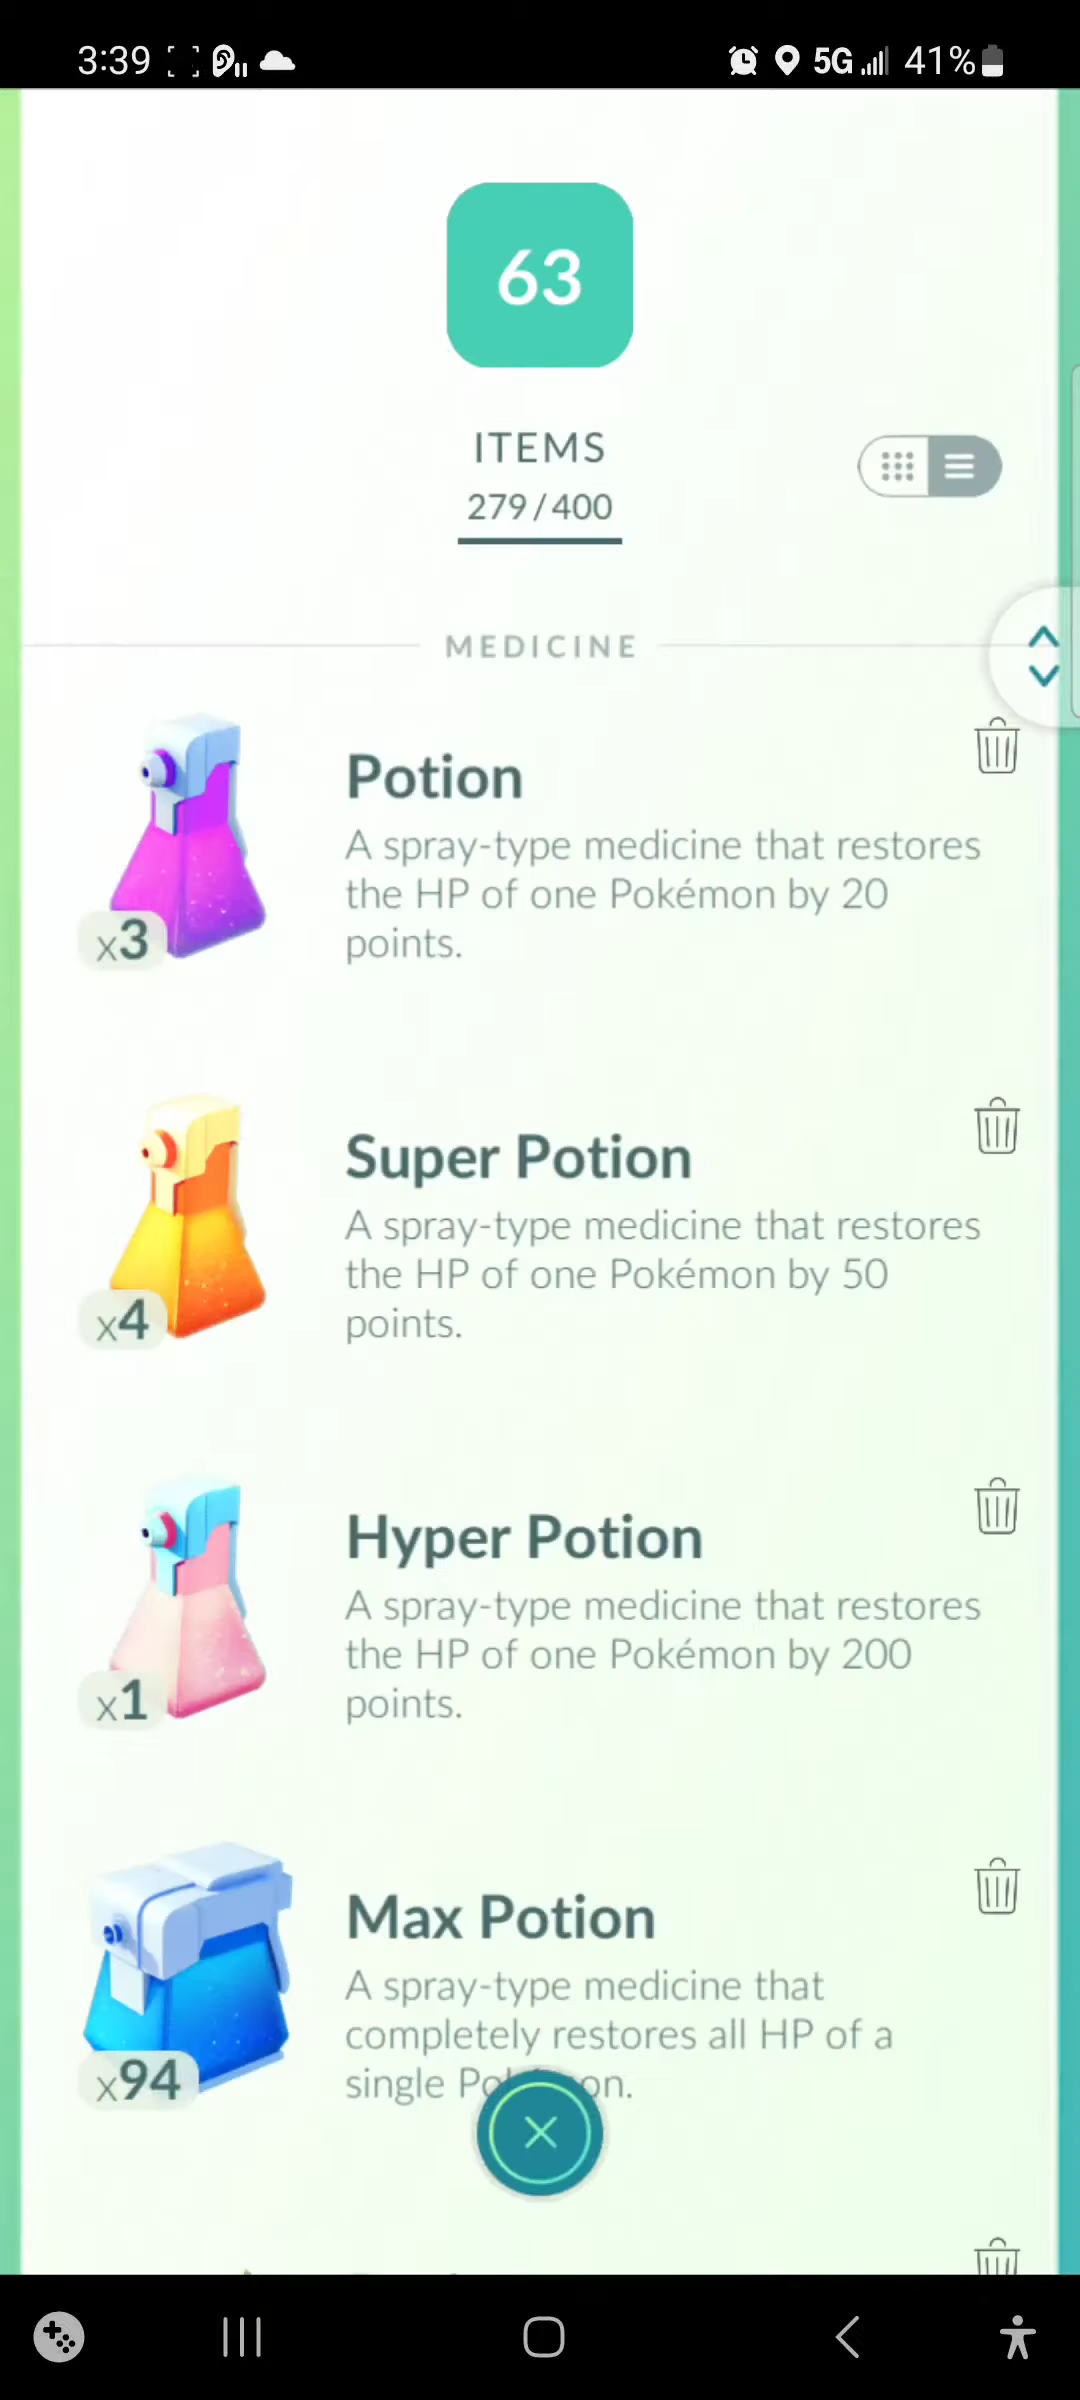 3:39 5G 41%
63
ITEMS
279/400
MEDICINE
Potion
A spray-type medicine that restores
the HP of one Pokémon by 20
points.
x3
Super Potion
A spray-type medicine that restores
the HP of one Pokémon by 50
points.
x4
Hyper Potion
A spray-type medicine that restores
the HP of one Pokémon by 200
points.
x1
Max Potion
A spray-type medicine that
completely restores all HP of a
single
x94